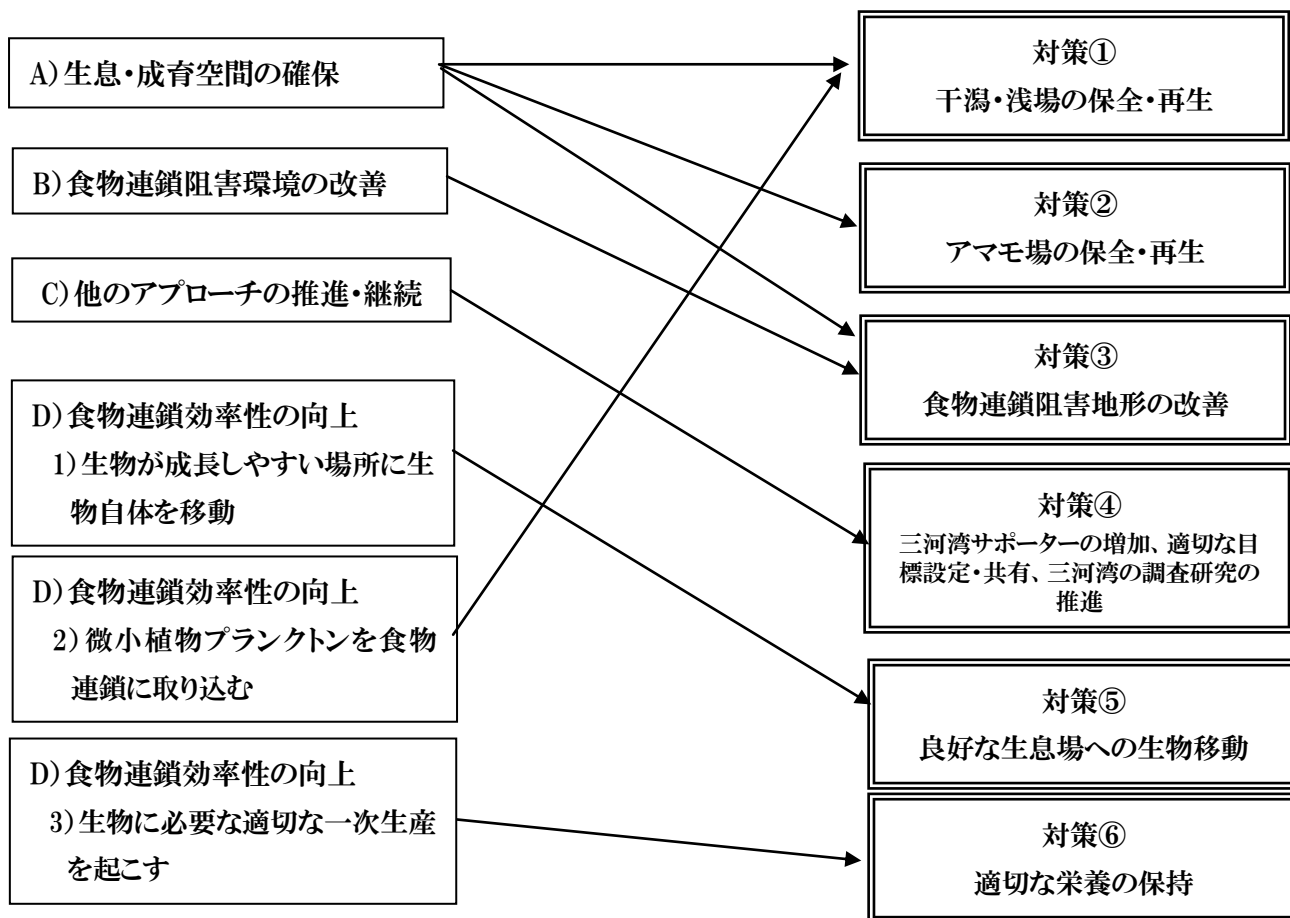 A)生息・成育空間の確保
B)食物連鎖阻害環境の改善
C)他のアプローチの推進・継続
D)食物連鎖効率性の向上
1)生物が成長しやすい場所に生
物自体を移動
D)食物連鎖効率性の向上
2)微小植物プランクトンを食物
連鎖に取り込む
D)食物連鎖効率性の向上
3)生物に必要な適切な一次生産
を起こす
対策①
干潟・浅場の保全・再生
対策②
アマモ場の保全・再生
対策③
食物連鎖阻害地形の改善
対策④
三河湾サポーターの増加、適切な目
標設定・共有、三河湾の調査研究の
推進
対策⑤
良好な生息場への生物移動
対策⑥
適切な栄養の保持